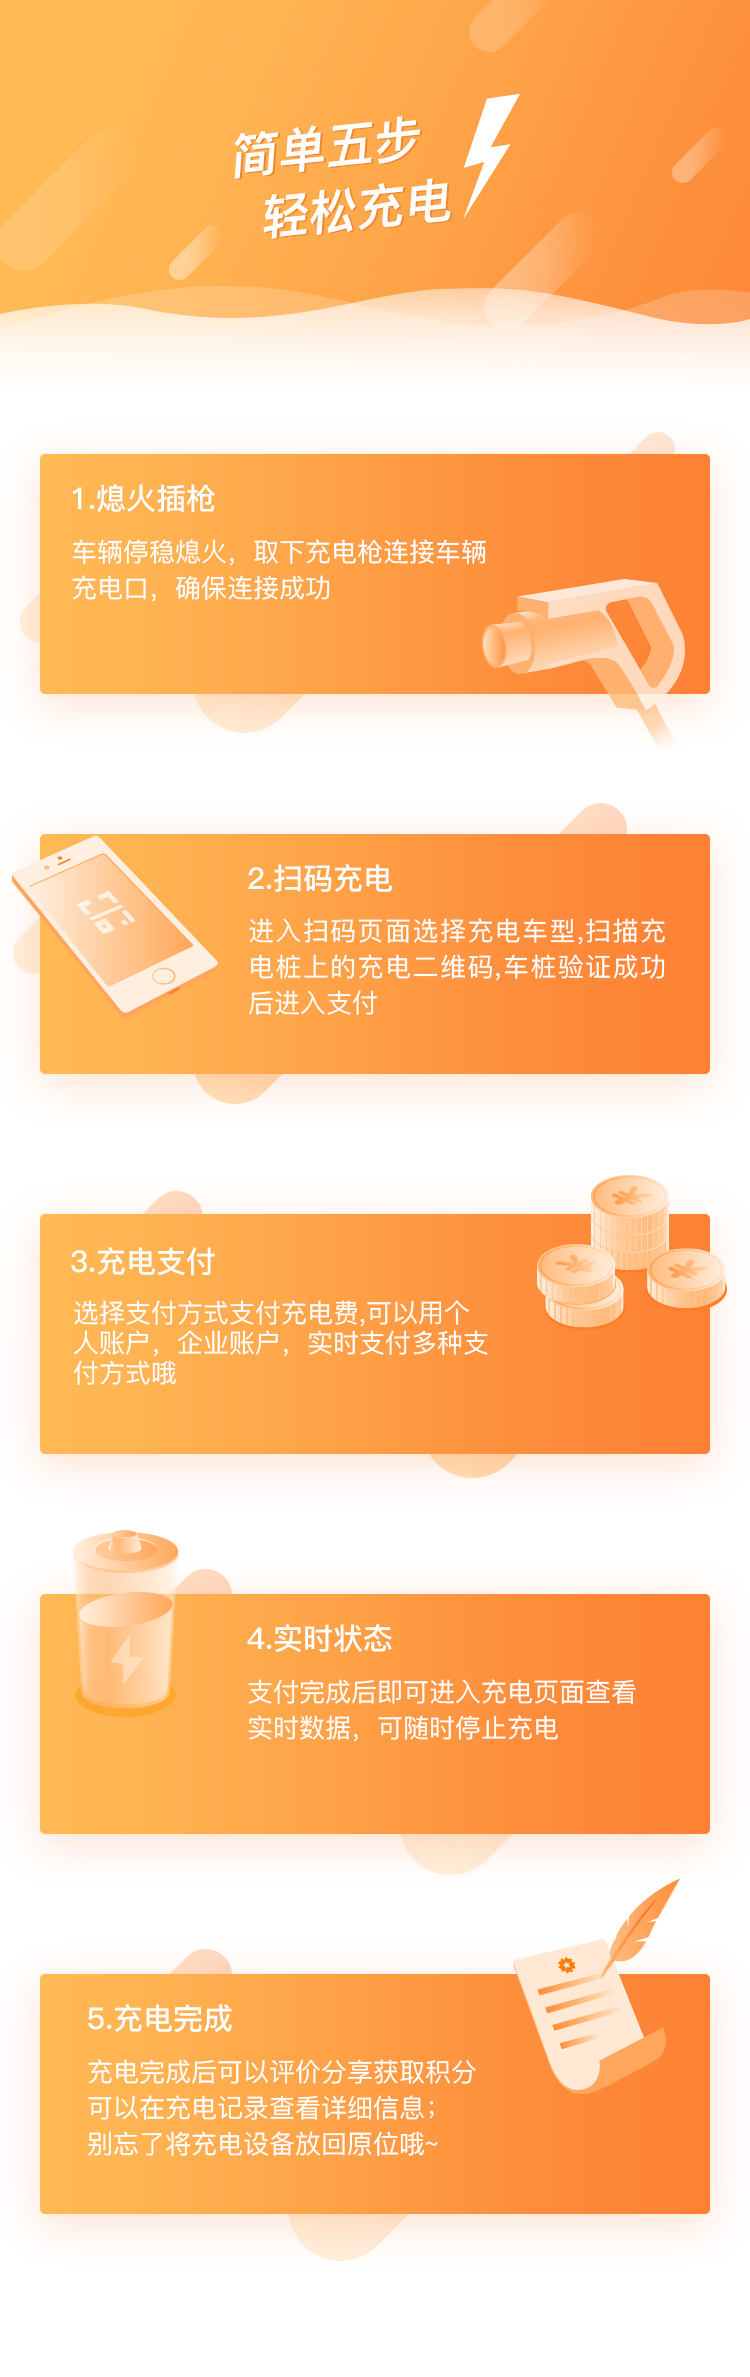 简单五步
轻松充电
1.熄火插枪
车辆停稳熄火，取下充电枪连接车辆
充电口，确保连接成功
2.扫码充电
进入扫码页面选择充电车型,扫描充
电桩上的充电二维码,车桩验证成功
后进入支付
3.充电支付
选择支付方式支付充电费,可以用个
人账户，企业账户，实时支付多种支
付方式哦
4.实时状态
支付完成后即可进入充电页面查看
实时数据，可随时停止充电
5.充电完成
充电完成后可以评价分享获取积分
可以在充电记录查看详细信息；
别忘了将充电设备放回原位哦~